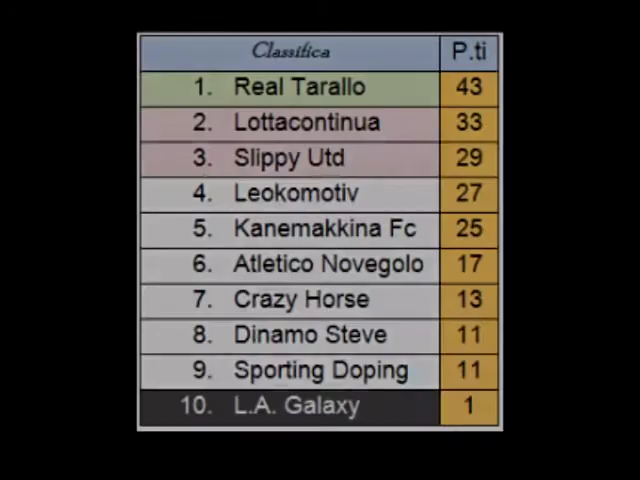 Classifica P.ti
1. Real Tarallo 43
2. Lottacontinua 33
3. Slippy Utd 29
4. Leokomotiv 27
5. Kanemakkina Fc 25
6. Atletico Novegolo 17
7. Crazy Horse 13
8. Dinamo Steve 11
9. Sporting Doping 11
10. L.A. Galaxy 1